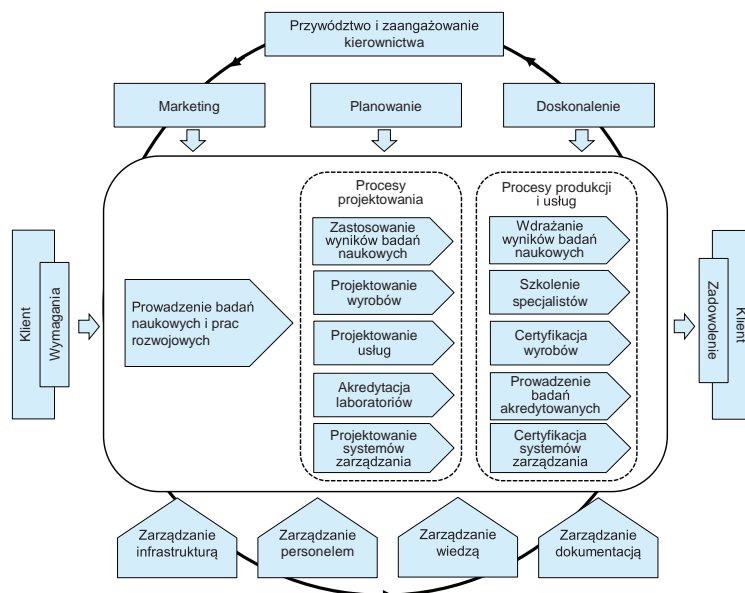 Przywództwo i zaangażowanie
kierownictwa
Marketing
Planowanie
Doskonalenie
Procesy
projektowania
Procesy produkcji
i usług
Klient
Wymagania
Prowadzenie badań
naukowych i prac
rozwojowych
Zastosowanie
wyników badań
naukowych
Projektowanie
wyrobów
Projektowanie
usług
Akredytacja
laboratoriów
Projektowanie
systemów
zarządzania
Wdrażanie
wyników badań
naukowych
Szkolenie
specjalistów
Certyfikacja
wyrobów
Prowadzenie
badań
akredytowanych
Certyfikacja
systemów
zarządzania
Zadowolenie
Klient
Zarządzanie
infrastrukturą
Zarządzanie
personelem
Zarządzanie
wiedzą
Zarządzanie
dokumentacją